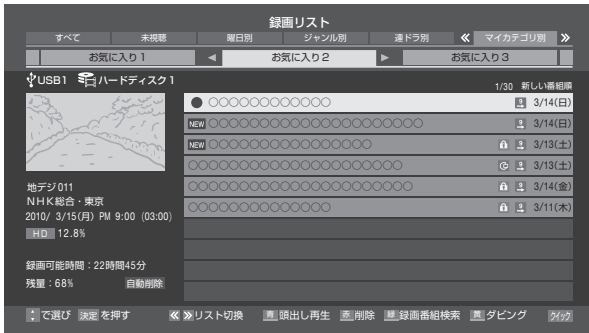 録画リスト
すべて 未視聴 曜日別 ジャンル別 連ドラ別 マイカテゴリ別
お気に入り1 お気に入り2 お気に入り3
USB1 ハードディスク1
1/30 新しい番組順
●○○○○○○○○○○○○ 3/14(日)
NEW ○○○○○○○○○○○○○○○○○○○○○ 3/14(日)
NEW ○○○○○○○○○○○○○○○○ 3/13(土)
○○○○○○○○○○○○○○○○○○○○○ 3/13(土)
○○○○○○○○○○○○○○○○○○○○○○ 3/14(金)
○○○○○○○○○○○○○○ 3/11(木)
地デジ011
NHK総合・東京
2010/ 3/15(月) PM 9:00 (03:00)
HD 12.8%
録画可能時間：22時間45分
残量：68% 自動削除
で選び 決定 を押す リスト切換 青 頭出し再生 赤 削除 緑 録画番組検索 黄 ダビング クイック